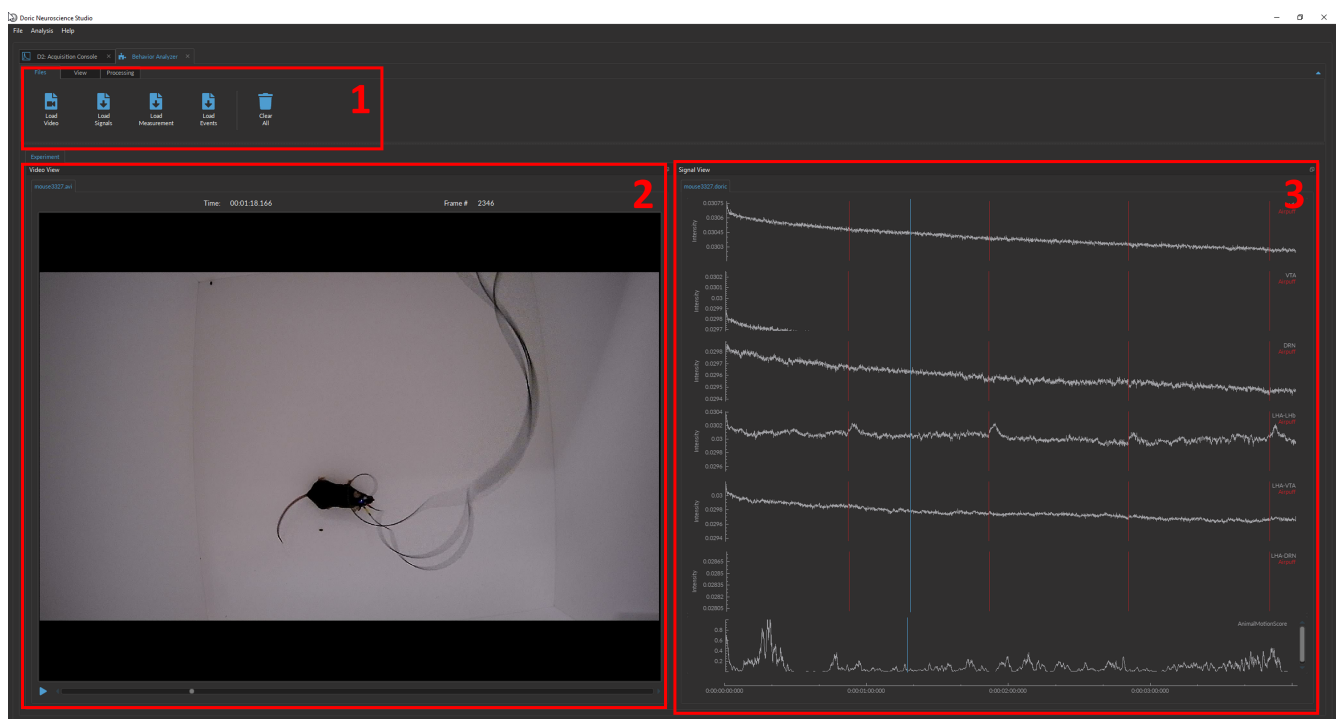 Doric Neuroscience Studio
File Analysis Help
D2: Acquisition Console × Behavior Analyzer ×
Files View Processing
Load Video
Load Signals
Load Measurement
Load Events
Clear All
1
Experiment
Video View
2
mouse3327.avi
Time: 00:01:18.166 Frame # 2346
Signal View
3
mouse3327.doric
Intensity
0.03075
0.0306
0.03045
0.0303
Airpuff
Intensity
0.0302
0.0301
0.03
0.0299
0.0298
0.0297
VTA
Airpuff
Intensity
0.0298
0.0297
0.0296
0.0295
0.0294
DRN
Airpuff
Intensity
0.0304
0.0302
0.03
0.0298
0.0296
LHA-LHb
Airpuff
Intensity
0.03
0.0298
0.0296
0.0294
LHA-VTA
Airpuff
Intensity
0.02865
0.0285
0.02835
0.0282
0.02805
LHA-DRN
Airpuff
0.8
0.6
0.4
0.2
AnimalMotionScore
0:00:00:00.000 0:00:01:00.000 0:00:02:00.000 0:00:03:00.000